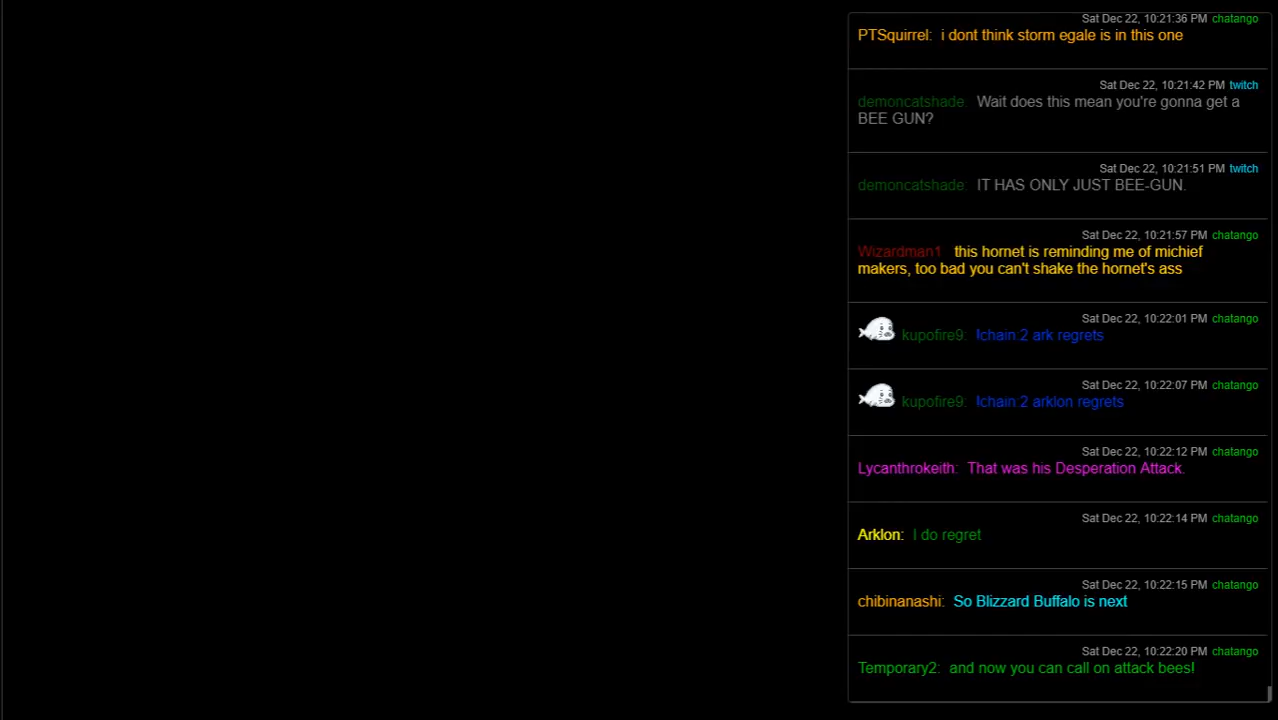 Sat Dec 22, 10:21:36 PM chatango
PTSquirrel: i dont think storm egale is in this one
Sat Dec 22, 10:21:42 PM twitch
demoncatshade: Wait does this mean you're gonna get a
BEE GUN?
Sat Dec 22, 10:21:51 PM twitch
demoncatshade: IT HAS ONLY JUST BEE-GUN.
Sat Dec 22, 10:21:57 PM chatango
Wizardman1 this hornet is reminding me of michief
makers, too bad you can't shake the hornet's ass
Sat Dec 22, 10:22:01 PM chatango
kupofire9: !chain:2 ark regrets
Sat Dec 22, 10:22:07 PM chatango
kupofire9: !chain:2 arklon regrets
Sat Dec 22, 10:22:12 PM chatango
Lycanthrokeith: That was his Desperation Attack.
Sat Dec 22, 10:22:14 PM chatango
Arklon: I do regret
Sat Dec 22, 10:22:15 PM chatango
chibinanashi: So Blizzard Buffalo is next
Sat Dec 22, 10:22:20 PM chatango
Temporary2: and now you can call on attack bees!